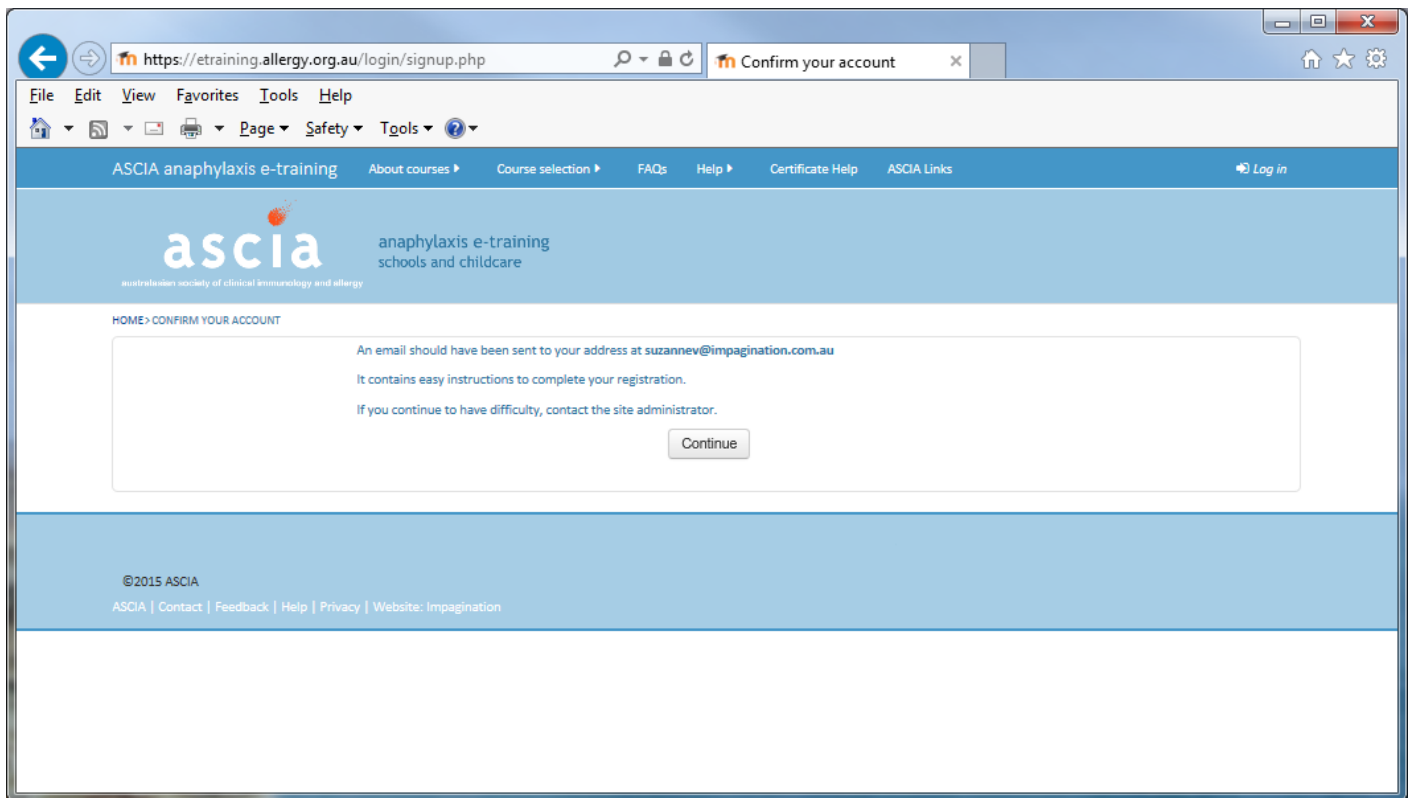 https://etraining.allergy.org.au/login/signup.php
Confirm your account
File Edit View Favorites Tools Help
Page Safety Tools
ASCIA anaphylaxis e-training About courses Course selection FAQs Help Certificate Help ASCIA Links Log in
ascia
australasian society of clinical immunology and allergy
anaphylaxis e-training
schools and childcare
HOME > CONFIRM YOUR ACCOUNT
An email should have been sent to your address at suzannev@impagination.com.au
It contains easy instructions to complete your registration.
If you continue to have difficulty, contact the site administrator.
Continue
©2015 ASCIA
ASCIA | Contact | Feedback | Help | Privacy | Website: Impagination